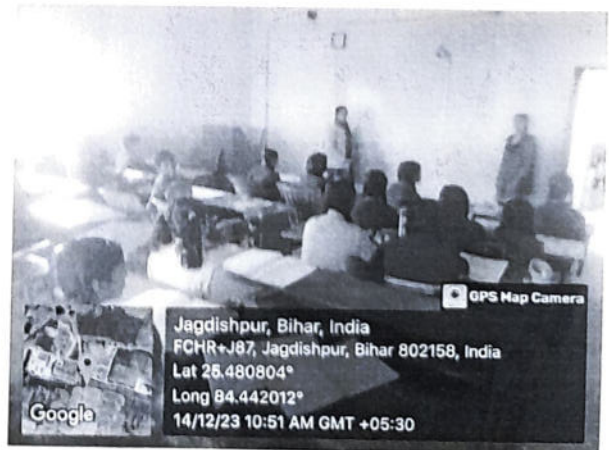 GPS Map Camera
Jagdishpur, Bihar, India
FCHR+J87, Jagdishpur, Bihar 802158, India
Lat 25.480804°
Long 84.442012°
14/12/23 10:51 AM GMT +05:30
Google